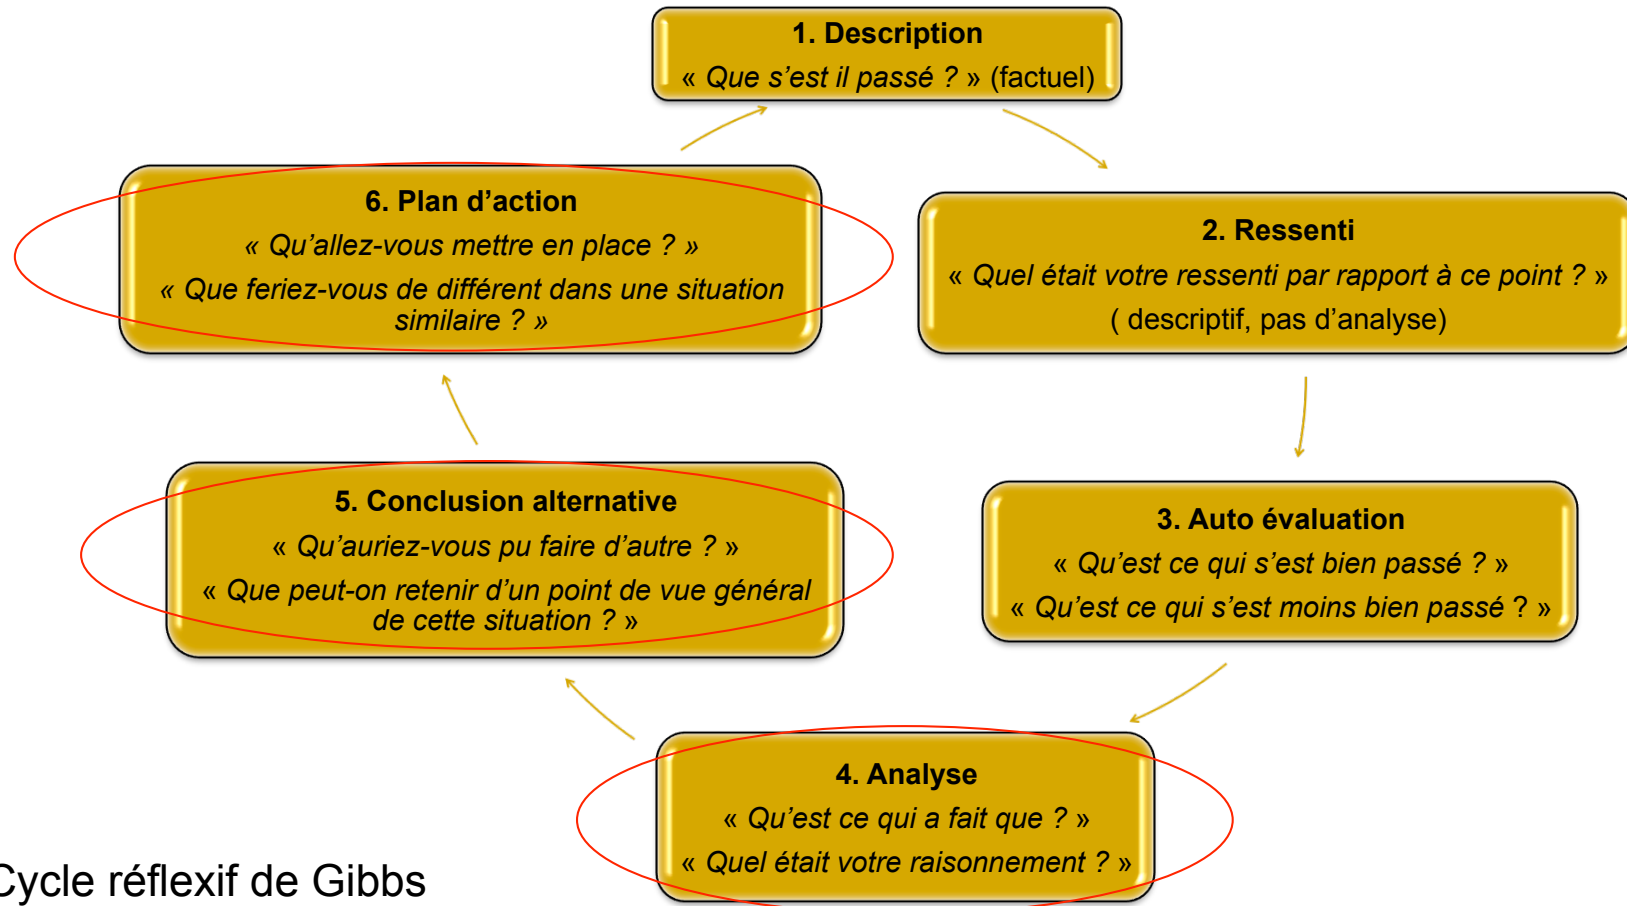 1. Description
« Que s'est il passé ? » (factuel)
2. Ressenti
« Quel était votre ressenti par rapport à ce point ? »
( descriptif, pas d'analyse)
3. Auto évaluation
« Qu'est ce qui s'est bien passé ? »
« Qu'est ce qui s'est moins bien passé ? »
4. Analyse
« Qu'est ce qui a fait que ? »
« Quel était votre raisonnement ? »
5. Conclusion alternative
« Qu'auriez-vous pu faire d'autre ? »
« Que peut-on retenir d'un point de vue général
de cette situation ? »
6. Plan d'action
« Qu'allez-vous mettre en place ? »
« Que feriez-vous de différent dans une situation
similaire ? »
Cycle réflexif de Gibbs